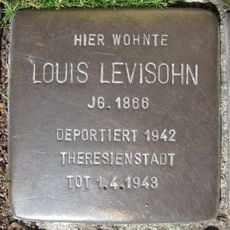 HIER WOHNTE
LOUIS LEVISOHN
JG. 1866
DEPORTIERT 1942
THERESIENSTADT
TOT 1.4.1943